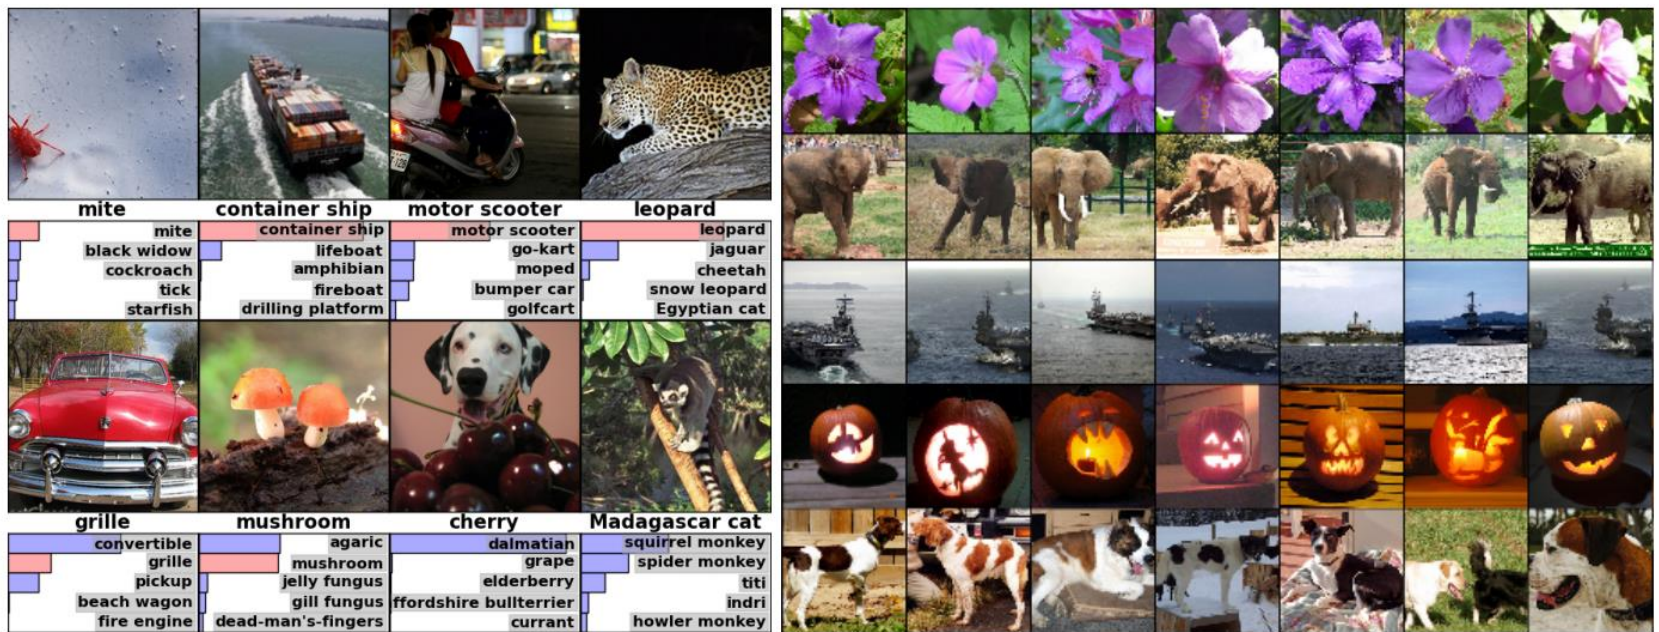 mite container ship motor scooter leopard
mite
black widow
cockroach
tick
starfish
container ship
lifeboat
amphibian
fireboat
drilling platform
motor scooter
go-kart
moped
bumper car
golfcart
leopard
jaguar
cheetah
snow leopard
Egyptian cat
grille mushroom cherry Madagascar cat
convertible
grille
pickup
beach wagon
fire engine
agaric
mushroom
jelly fungus
gill fungus
dead-man's-fingers
dalmatian
grape
elderberry
ffordshire bullterrier
currant
squirrel monkey
spider monkey
titi
indri
howler monkey